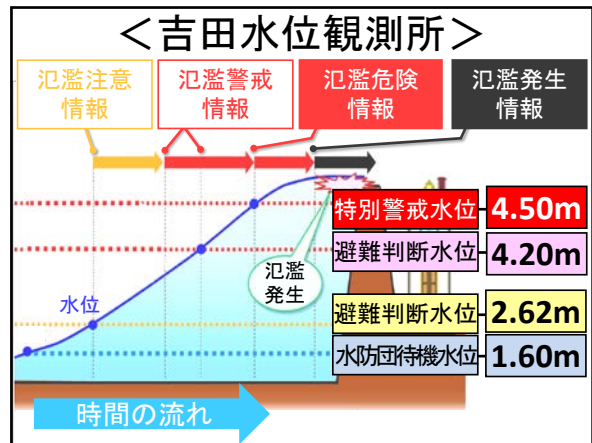 ＜吉田水位観測所＞
氾濫注意
情報
氾濫警戒
情報
氾濫危険
情報
氾濫発生
情報
特別警戒水位 4.50m
避難判断水位 4.20m
氾濫
発生
水位
避難判断水位 2.62m
水防団待機水位 1.60m
時間の流れ